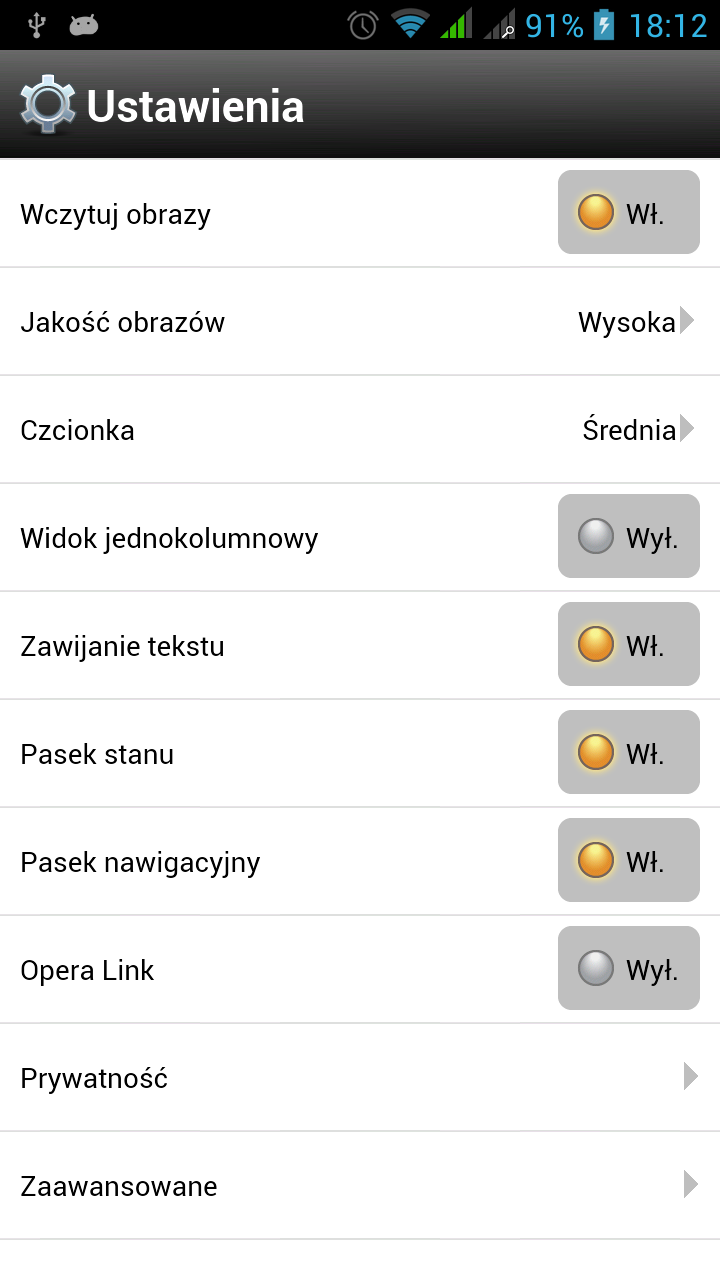 91% 18:12
Ustawienia
Wczytuj obrazy Wł.
Jakość obrazów Wysoka
Czcionka Średnia
Widok jednokolumnowy Wył.
Zawijanie tekstu Wł.
Pasek stanu Wł.
Pasek nawigacyjny Wł.
Opera Link Wył.
Prywatność
Zaawansowane